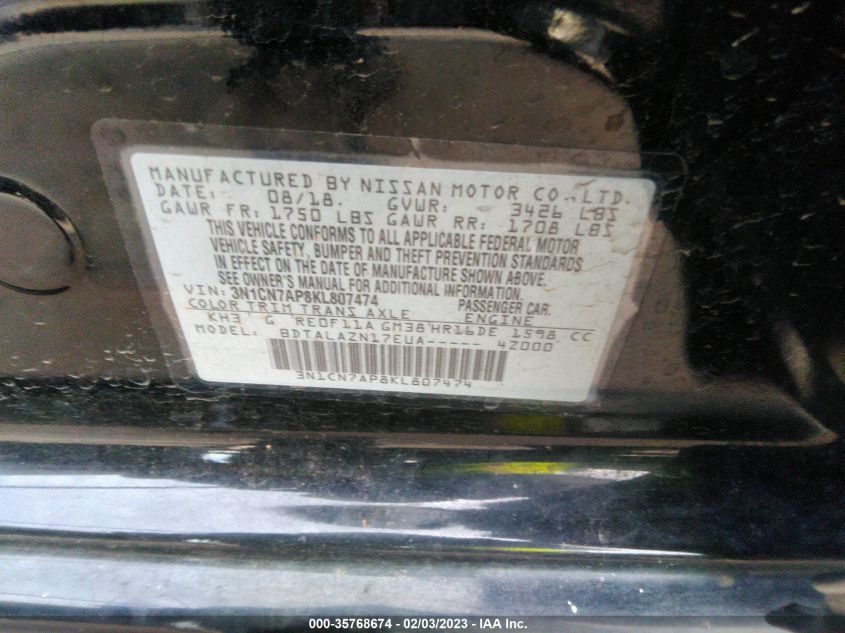 MANUFACTURED BY NISSAN MOTOR CO., LTD.
DATE: 08/18. GVWR: 3426 LBS
GAWR FR: 1750 LBS GAWR RR: 1708 LBS
THIS VEHICLE CONFORMS TO ALL APPLICABLE FEDERAL MOTOR
VEHICLE SAFETY, BUMPER AND THEFT PREVENTION STANDARDS
IN EFFECT ON THE DATE OF MANUFACTURE SHOWN ABOVE.
SEE OWNER'S MANUAL FOR ADDITIONAL INFORMATION.
VIN: 3N1CN7AP8KL807474 PASSENGER CAR.
COLOR TRIM TRANS AXLE ENGINE
KH3 G RE0F11A GM38 HR16DE 1598 CC
MODEL: BDTALAZN17EUA----- 4Z000
3N1CN7AP8KL807474
000-35768674 - 02/03/2023 - IAA Inc.